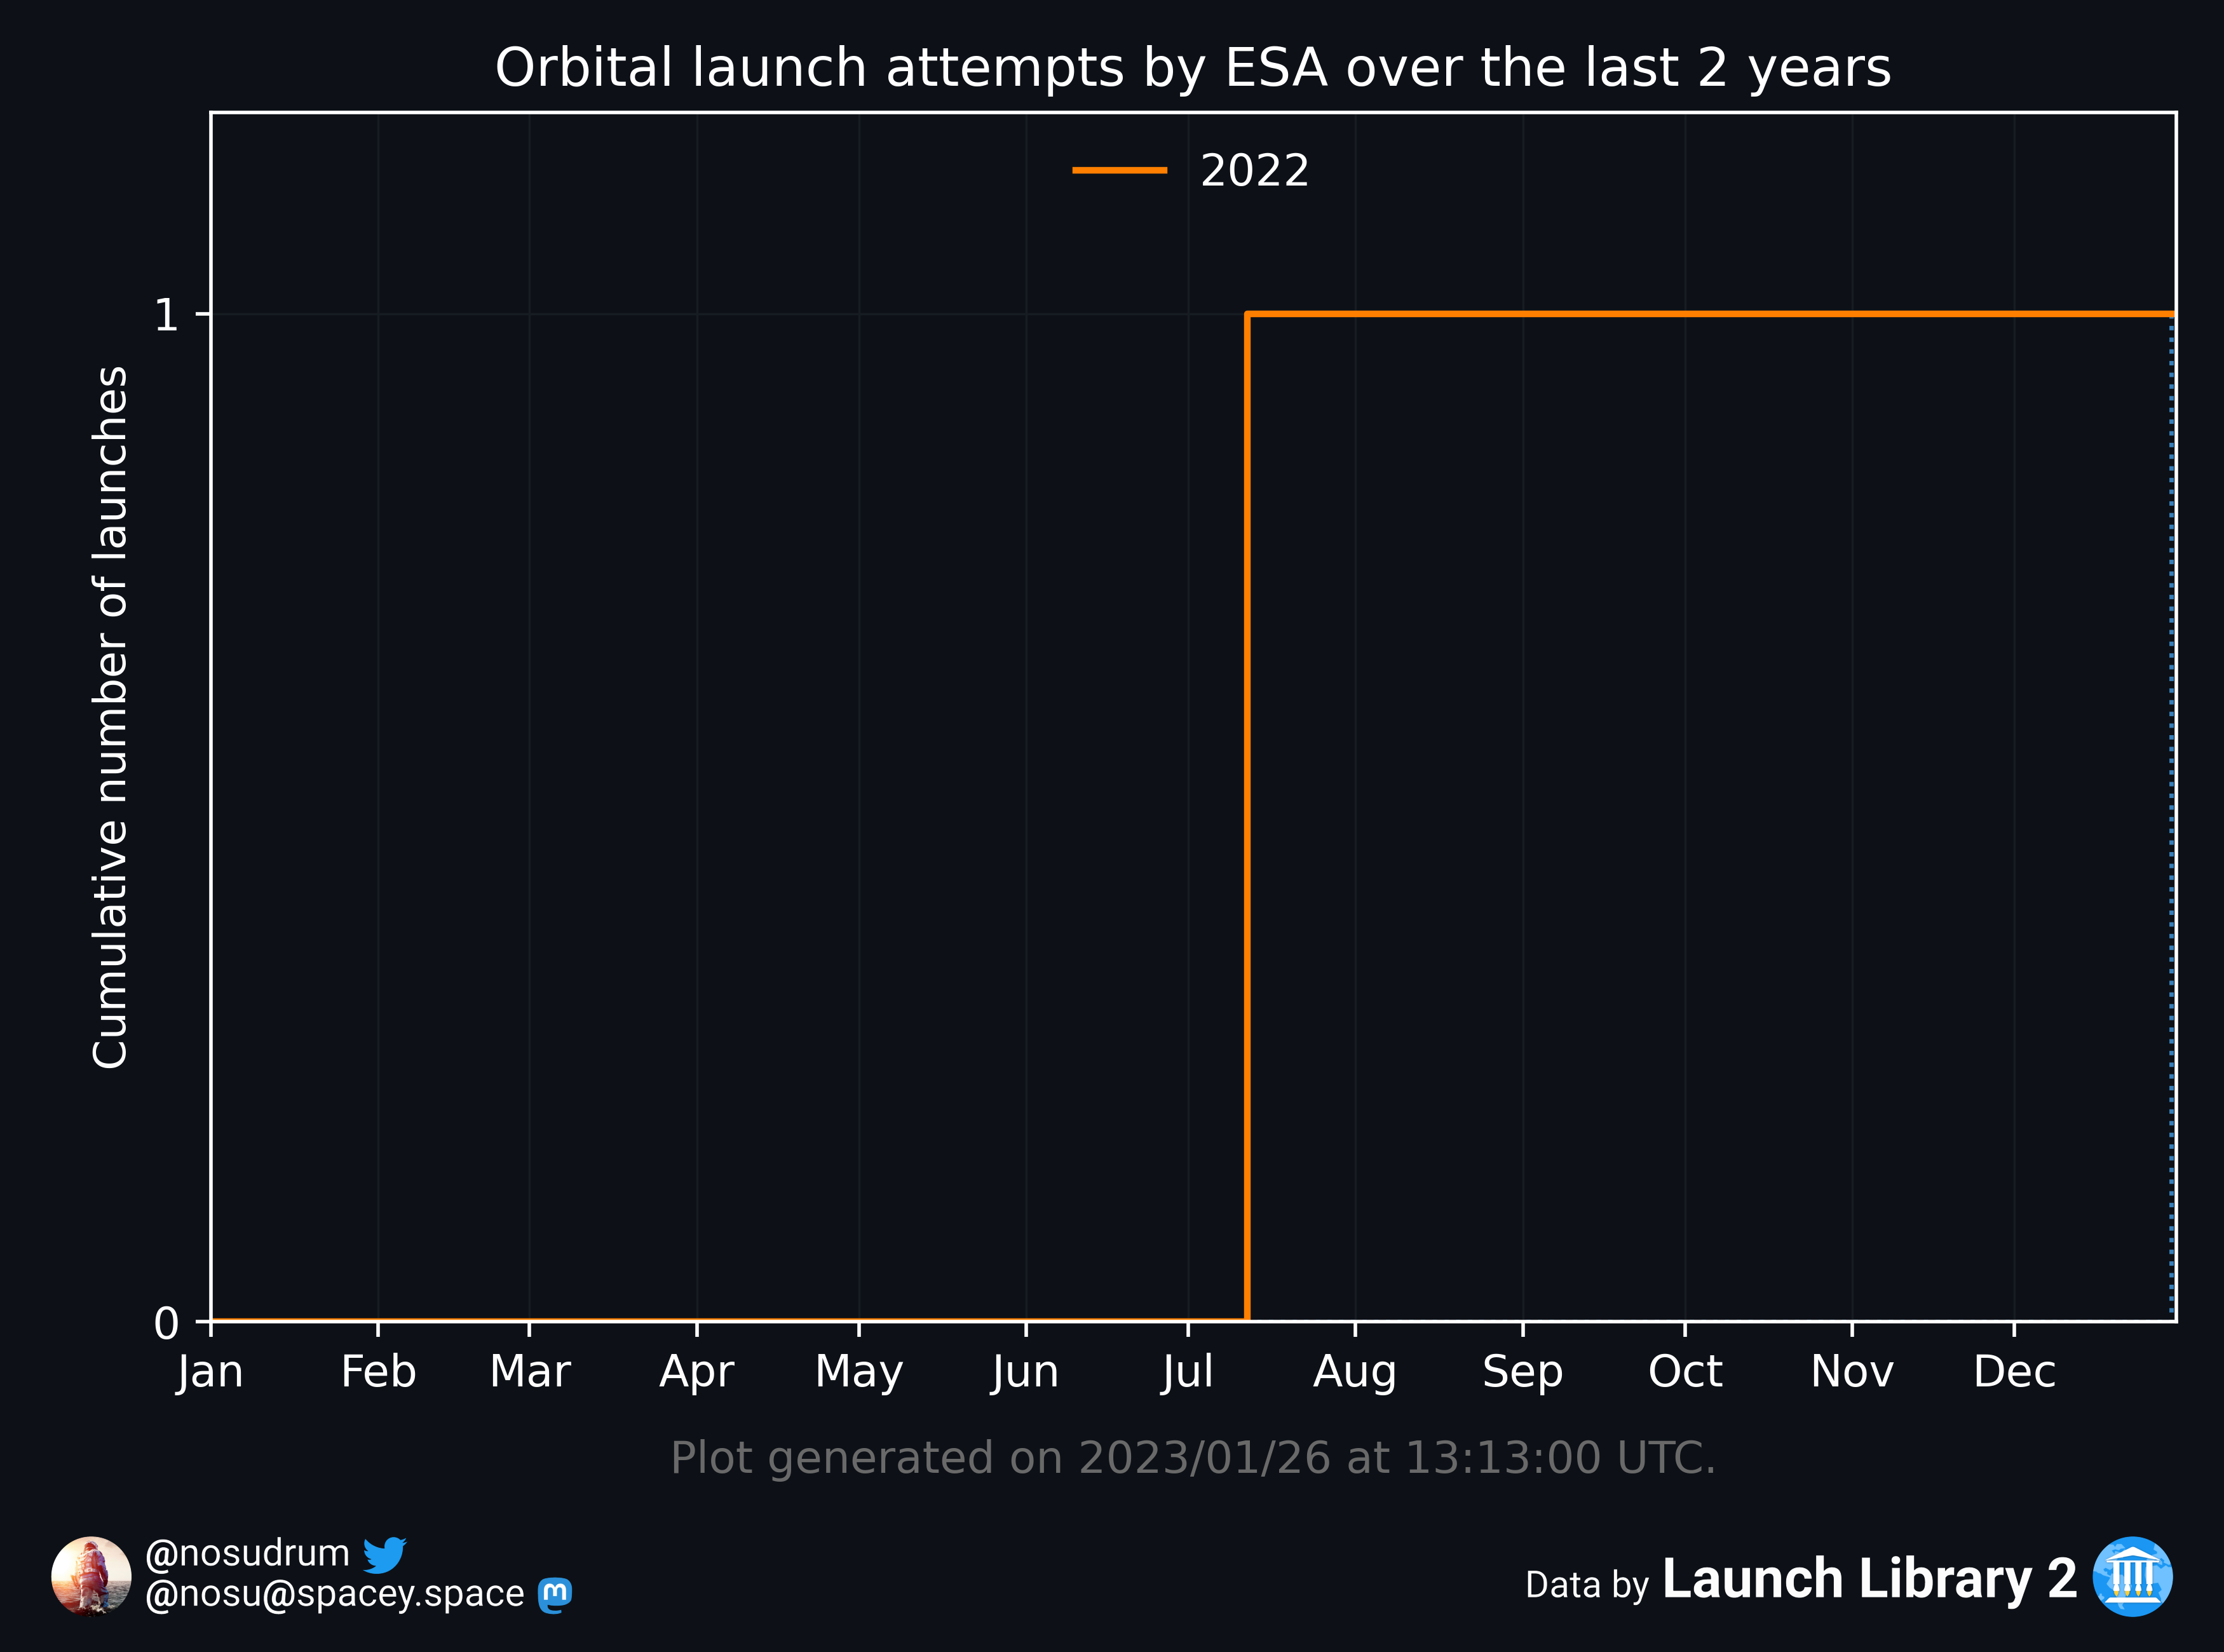 Orbital launch attempts by ESA over the last 2 years
2022
Cumulative number of launches
1
0
Jan Feb Mar Apr May Jun Jul Aug Sep Oct Nov Dec
Plot generated on 2023/01/26 at 13:13:00 UTC.
@nosudrum
@nosu@spacey.space
Data by Launch Library 2